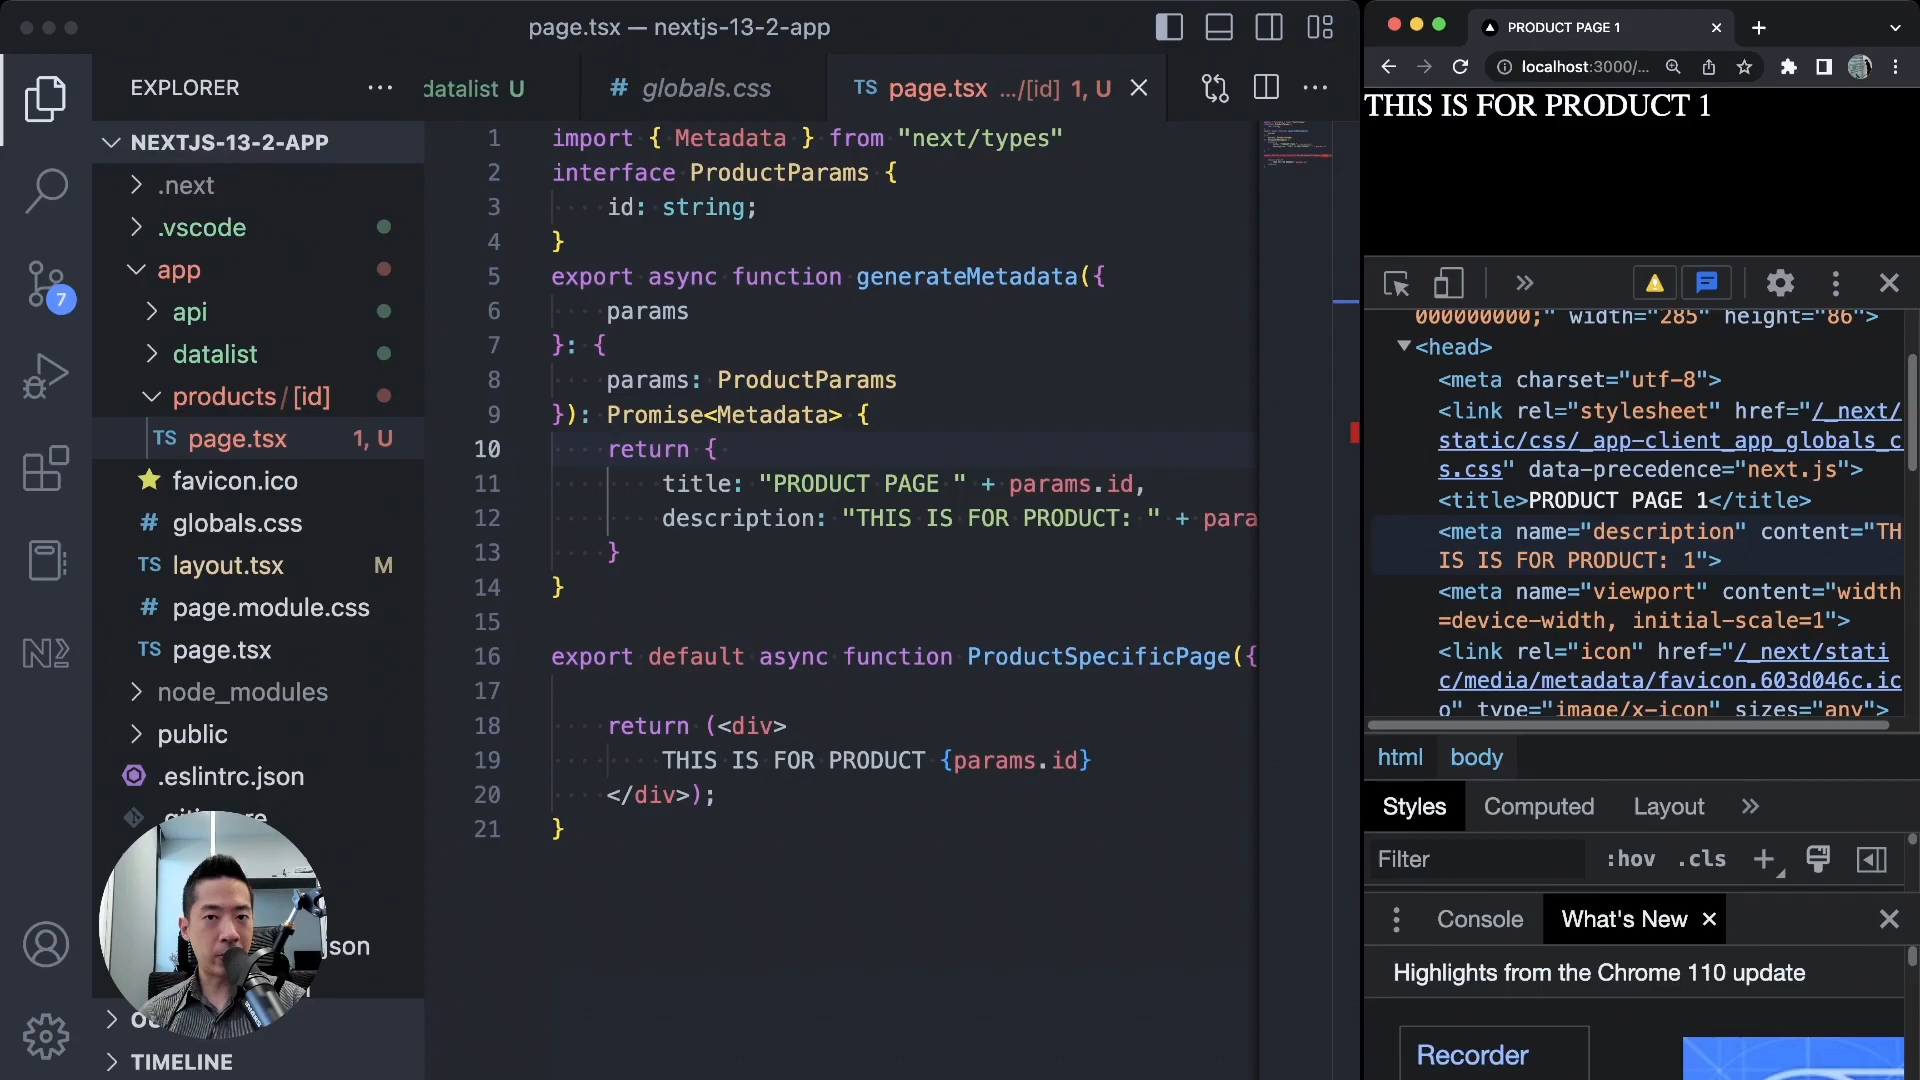 page.tsx — nextjs-13-2-app
EXPLORER
NEXTJS-13-2-APP
.next
.vscode
app
api
datalist
products / [id]
TS page.tsx 1, U
favicon.ico
# globals.css
TS layout.tsx M
# page.module.css
TS page.tsx
node_modules
public
.eslintrc.json
TIMELINE
7
datalist U
# globals.css
TS page.tsx .../[id] 1, U
1 import { Metadata } from "next/types"
2 interface ProductParams {
3 id: string;
4 }
5 export async function generateMetadata({
6 params
7 }: {
8 params: ProductParams
9 }): Promise<Metadata> {
10 return {
11 title: "PRODUCT PAGE " + params.id,
12 description: "THIS IS FOR PRODUCT: " + para
13 }
14 }
15
16 export default async function ProductSpecificPage({
17
18 return (<div>
19 THIS IS FOR PRODUCT {params.id}
20 </div>);
21 }
PRODUCT PAGE 1
localhost:3000/...
THIS IS FOR PRODUCT 1
000000000;" width="285" height="86">
<head>
<meta charset="utf-8">
<link rel="stylesheet" href="/_next/
static/css/_app-client_app_globals_c
s.css" data-precedence="next.js">
<title>PRODUCT PAGE 1</title>
<meta name="description" content="TH
IS IS FOR PRODUCT: 1">
<meta name="viewport" content="width
=device-width, initial-scale=1">
<link rel="icon" href="/_next/stati
c/media/metadata/favicon.603d046c.ic
o" type="image/x-icon" sizes="any">
html body
Styles Computed Layout
Filter :hov .cls
Console What's New
Highlights from the Chrome 110 update
Recorder